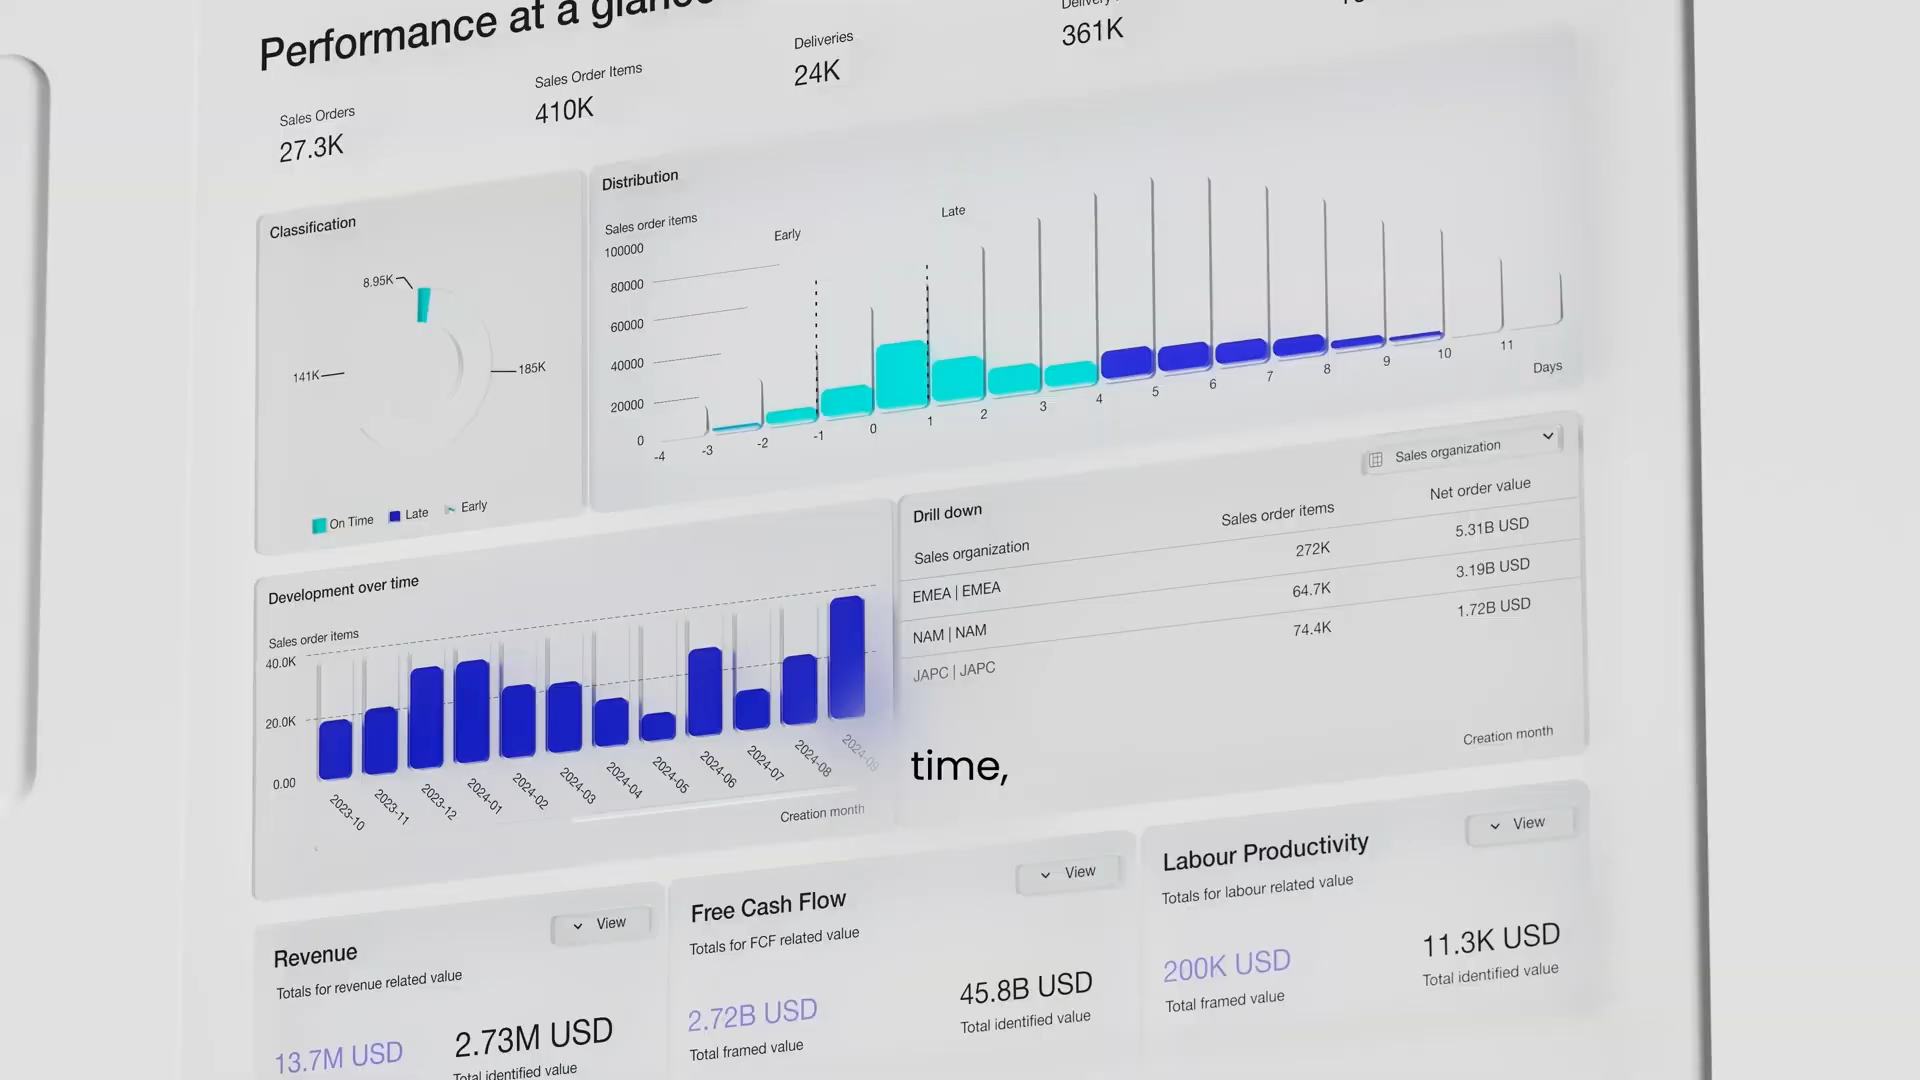 Performance at a glance
Sales Orders
27.3K
Sales Order Items
410K
Deliveries
24K
361K
Classification
8.95K
141K
185K
On Time
Late
Early
Distribution
Sales order items
Early
Late
100000
80000
60000
40000
20000
0
-4 -3 -2 -1 0 1 2 3 4 5 6 7 8 9 10 11
Days
Development over time
Sales order items
40.0K
20.0K
0.00
2023-10 2023-11 2023-12 2024-01 2024-02 2024-03 2024-04 2024-05 2024-06 2024-07 2024-08 2024-09
Creation month
Drill down
Sales organization
Sales organization Sales order items Net order value
EMEA | EMEA 272K 5.31B USD
NAM | NAM 64.7K 3.19B USD
JAPC | JAPC 74.4K 1.72B USD
Creation month
time,
Revenue
View
Totals for revenue related value
13.7M USD
2.73M USD
Total identified value
Free Cash Flow
View
Totals for FCF related value
2.72B USD
Total framed value
45.8B USD
Total identified value
Labour Productivity
View
Totals for labour related value
200K USD
Total framed value
11.3K USD
Total identified value